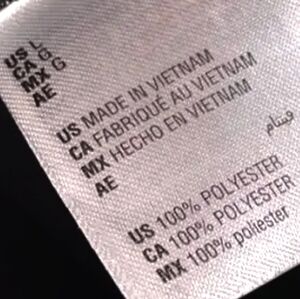 US L
CA G
MX G
AE
US MADE IN VIETNAM
CA FABRIQUÉ AU VIETNAM
MX HECHO EN VIETNAM
AE فيتنام
US 100% POLYESTER
CA 100% POLYESTER
MX 100% poliester